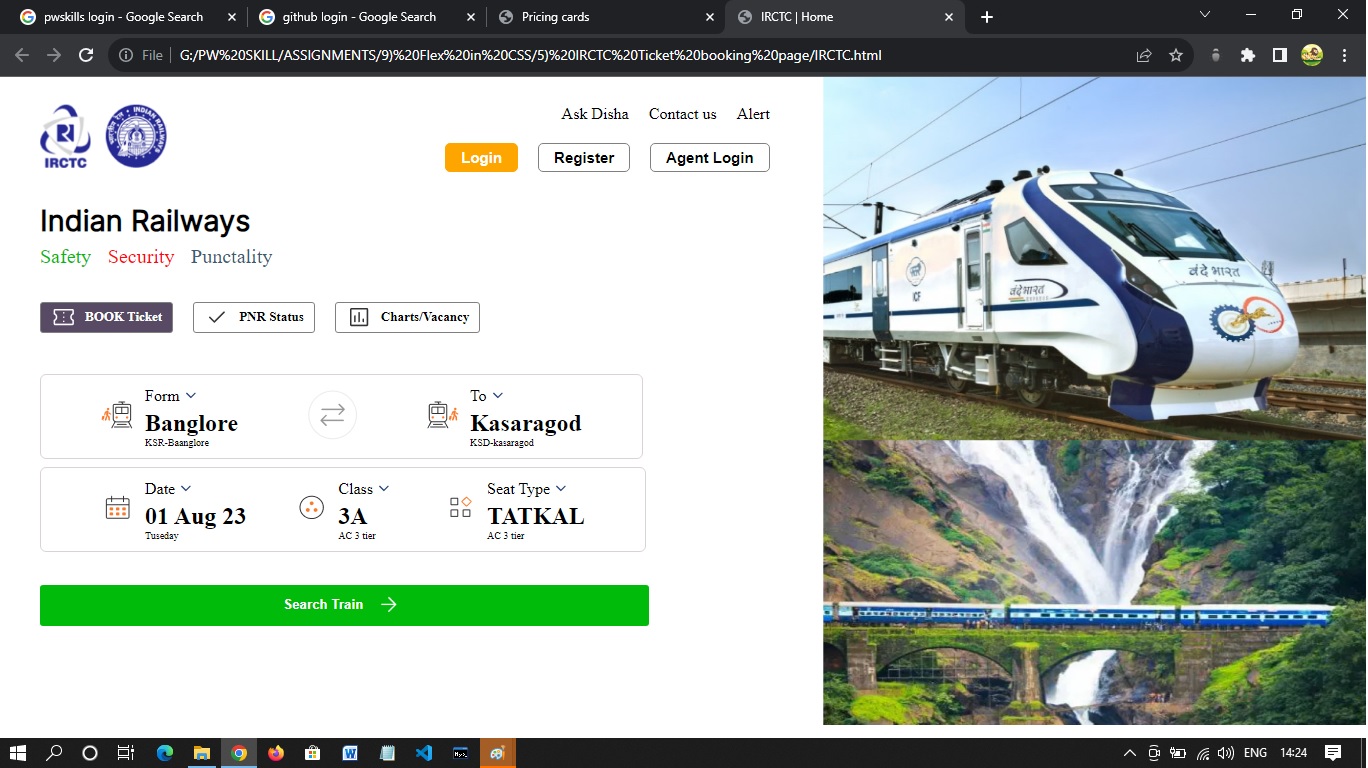 pwskills login - Google Search
github login - Google Search
Pricing cards
IRCTC | Home
File
G:/PW%20SKILL/ASSIGNMENTS/9)%20Flex%20in%20CSS/5)%20IRCTC%20Ticket%20booking%20page/IRCTC.html
IRCTC
INDIAN RAILWAYS
Ask Disha Contact us Alert
Login Register Agent Login
Indian Railways
Safety Security Punctality
BOOK Ticket PNR Status Charts/Vacancy
Form To
Banglore Kasaragod
KSR-Baanglore KSD-kasaragod
Date Class Seat Type
01 Aug 23 3A TATKAL
Tuseday AC 3 tier AC 3 tier
Search Train
वंदे भारत
वंदे भारत
ICF
ENG 14:24